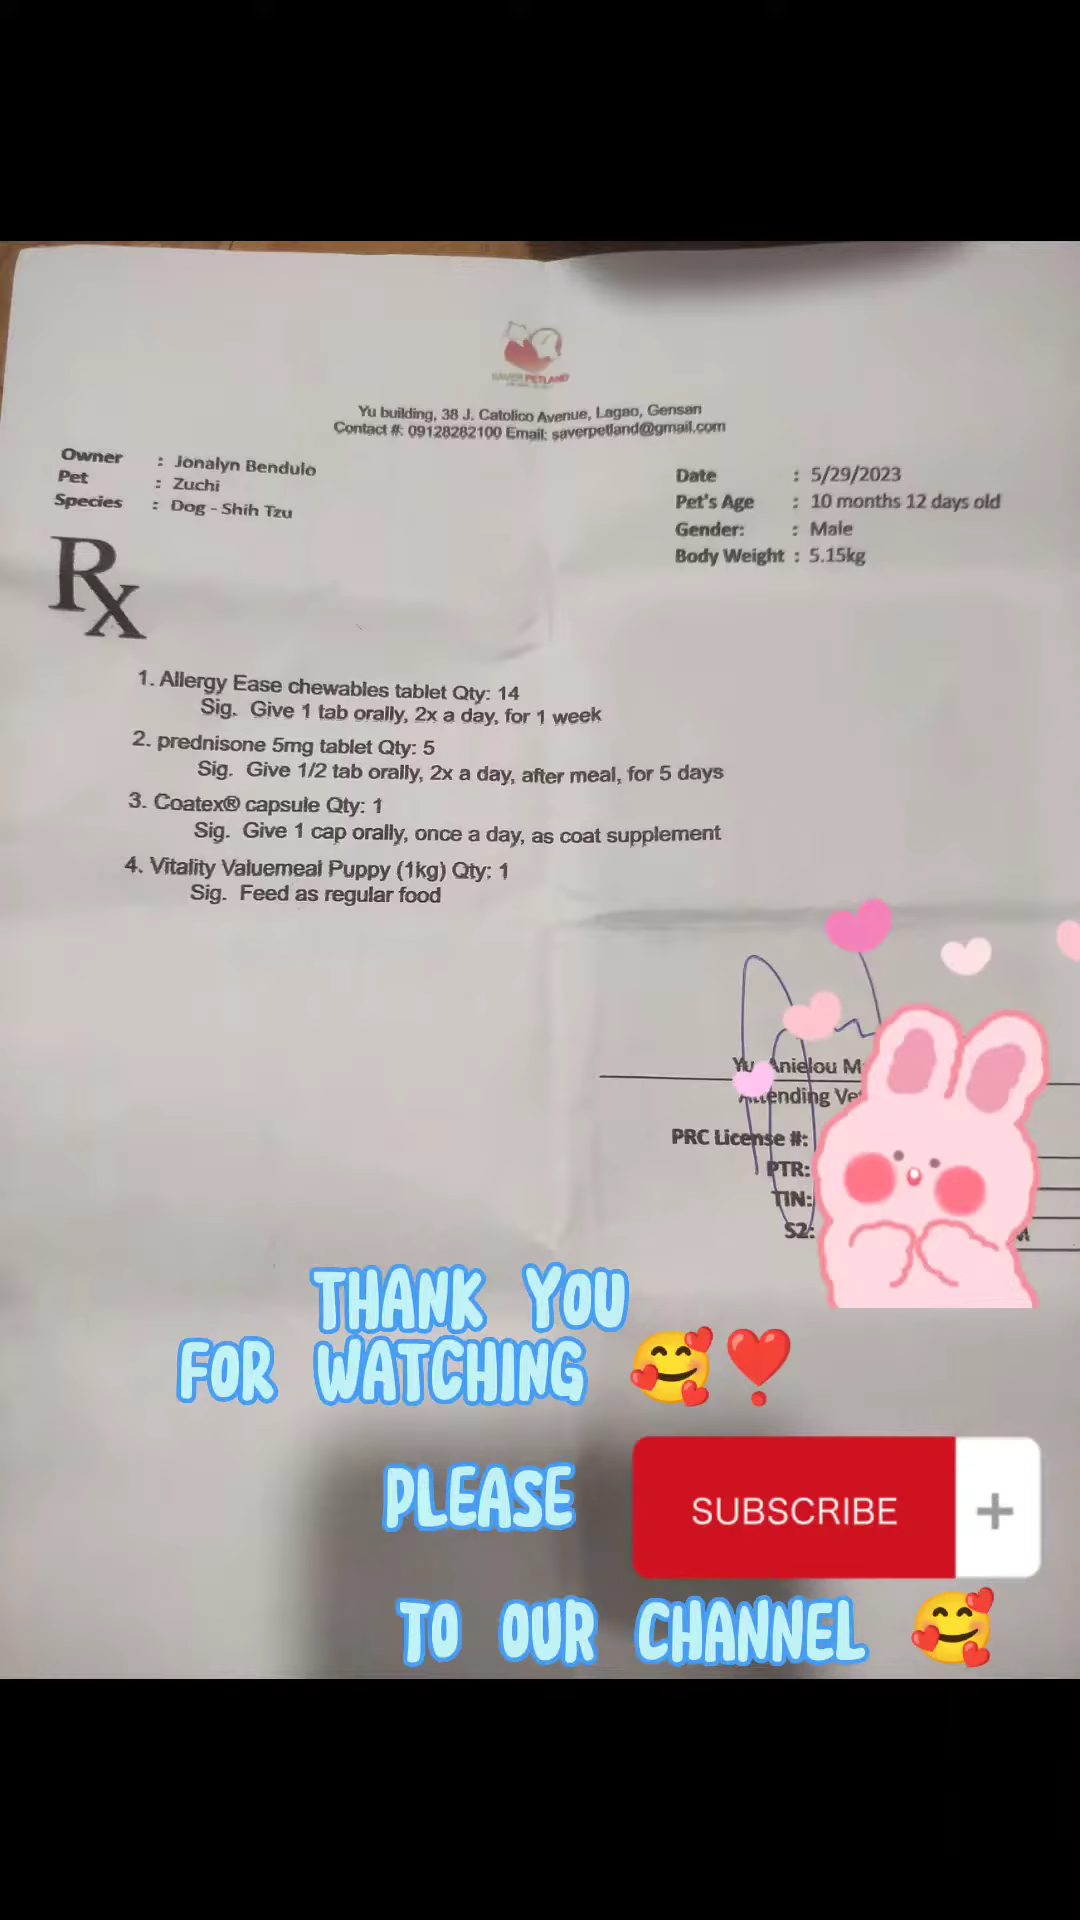 SAVER PETLAND
Yu building, 38 J. Catolico Avenue, Lagao, Gensan
Contact #: 09128282100 Email: saverpetland@gmail.com
Owner : Jonalyn Bendulo
Pet : Zuchi
Species : Dog - Shih Tzu
Date : 5/29/2023
Pet's Age : 10 months 12 days old
Gender: : Male
Body Weight : 5.15kg
Rx
1. Allergy Ease chewables tablet Qty: 14
Sig. Give 1 tab orally, 2x a day, for 1 week
2. prednisone 5mg tablet Qty: 5
Sig. Give 1/2 tab orally, 2x a day, after meal, for 5 days
3. Coatex® capsule Qty: 1
Sig. Give 1 cap orally, once a day, as coat supplement
4. Vitality Valuemeal Puppy (1kg) Qty: 1
Sig. Feed as regular food
Yu Anielou M
Attending Ve
PRC License #:
PTR:
TIN:
S2:
THANK YOU
FOR WATCHING 🥰❣️
PLEASE SUBSCRIBE +
TO OUR CHANNEL 🥰